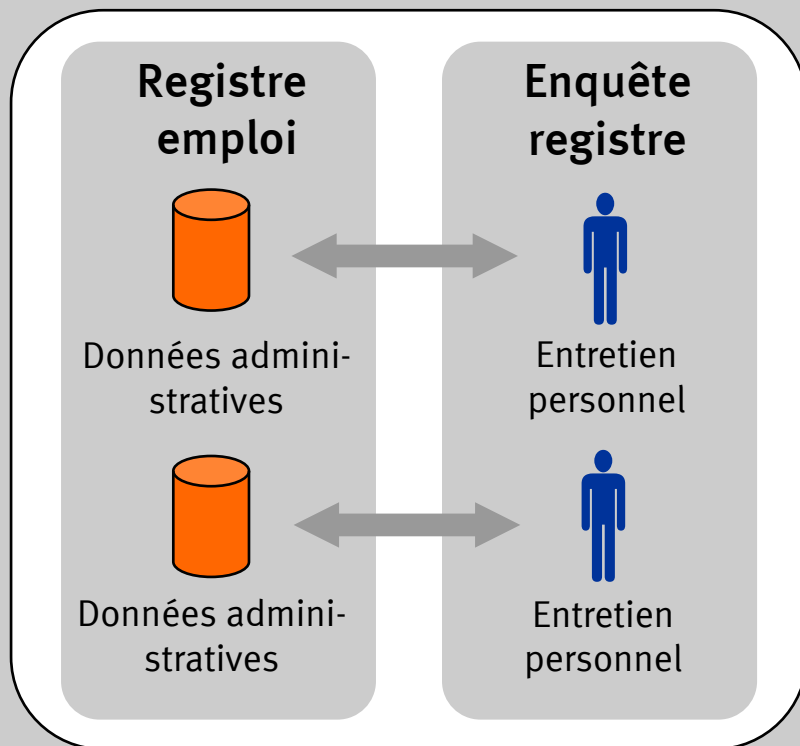 Registre
emploi
Données admini-
stratives
Données admini-
stratives
Enquête
registre
Entretien
personnel
Entretien
personnel